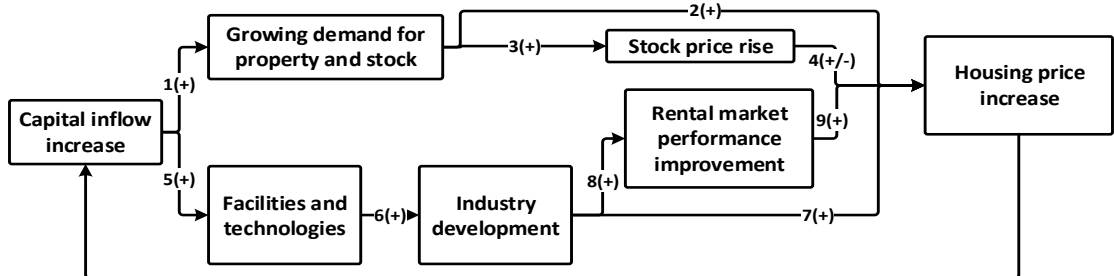 2(+)
Growing demand for
property and stock
3(+)
Stock price rise
4(+/-)
Housing price
increase
1(+)
Capital inflow
increase
Rental market
performance
improvement
9(+)
5(+)
8(+)
Facilities and
technologies
6(+)
Industry
development
7(+)